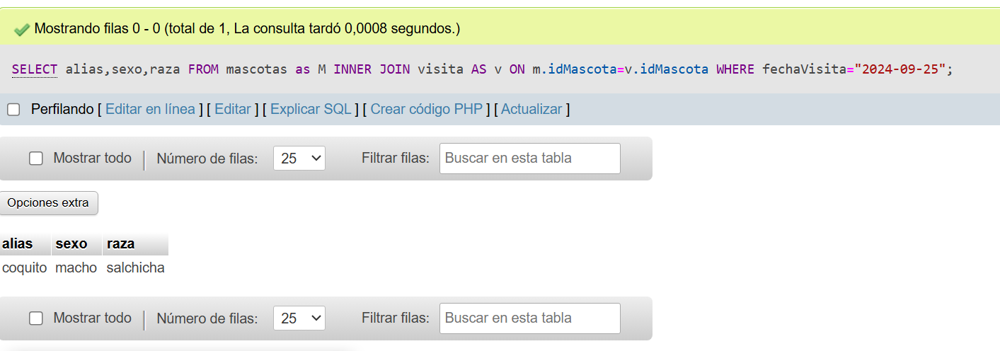 Mostrando filas 0 - 0 (total de 1, La consulta tardó 0,0008 segundos.)
SELECT alias,sexo,raza FROM mascotas as M INNER JOIN visita AS v ON m.idMascota=v.idMascota WHERE fechaVisita="2024-09-25";
Perfilando [ Editar en línea ] [ Editar ] [ Explicar SQL ] [ Crear código PHP ] [ Actualizar ]
Mostrar todo | Número de filas: 25 Filtrar filas: Buscar en esta tabla
Opciones extra
alias sexo raza
coquito macho salchicha
Mostrar todo | Número de filas: 25 Filtrar filas: Buscar en esta tabla